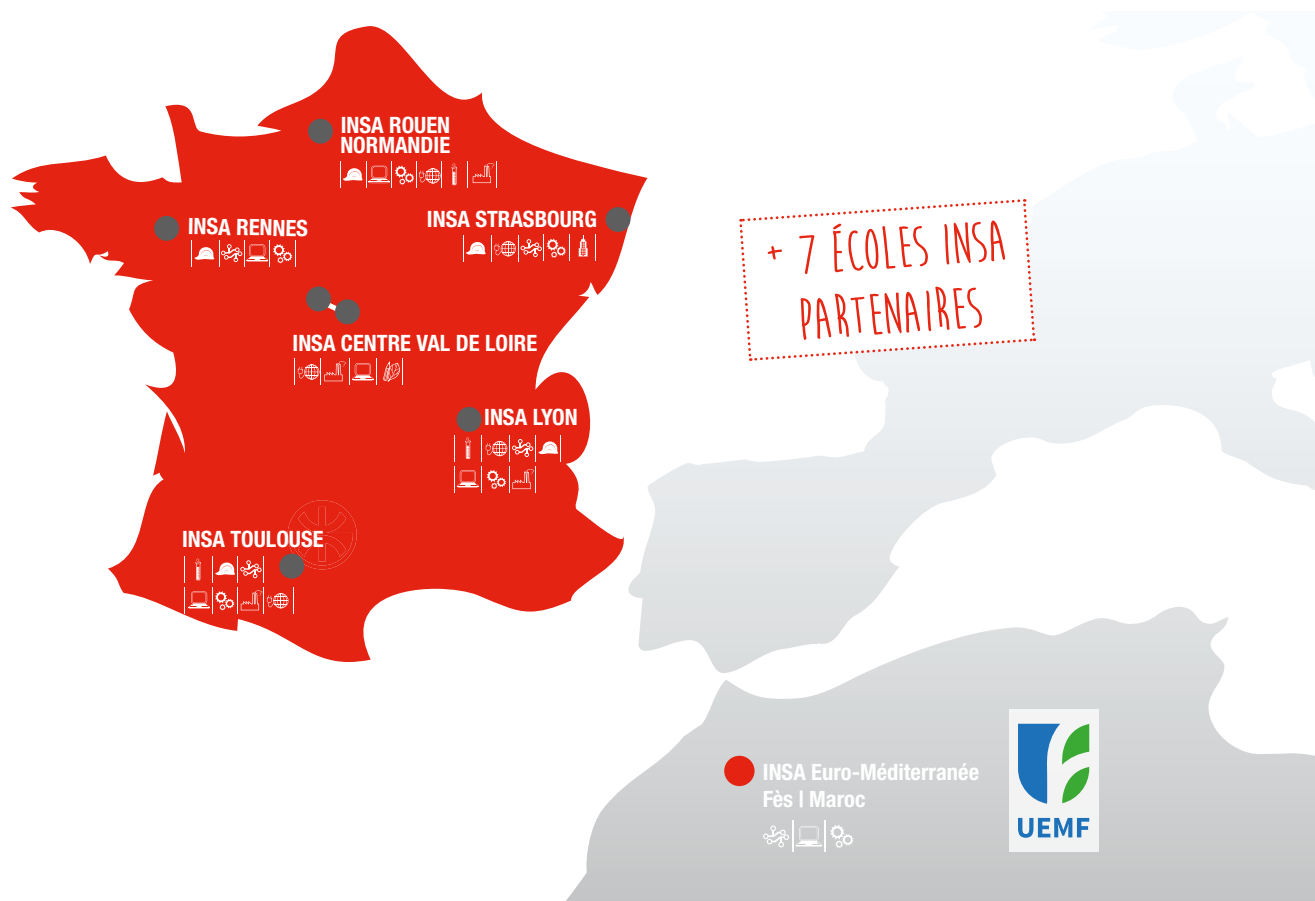 INSA ROUEN
NORMANDIE
INSA RENNES
INSA STRASBOURG
+ 7 ÉCOLES INSA
PARTENAIRES
INSA CENTRE VAL DE LOIRE
INSA LYON
INSA TOULOUSE
INSA Euro-Méditerranée
Fès | Maroc
UEMF